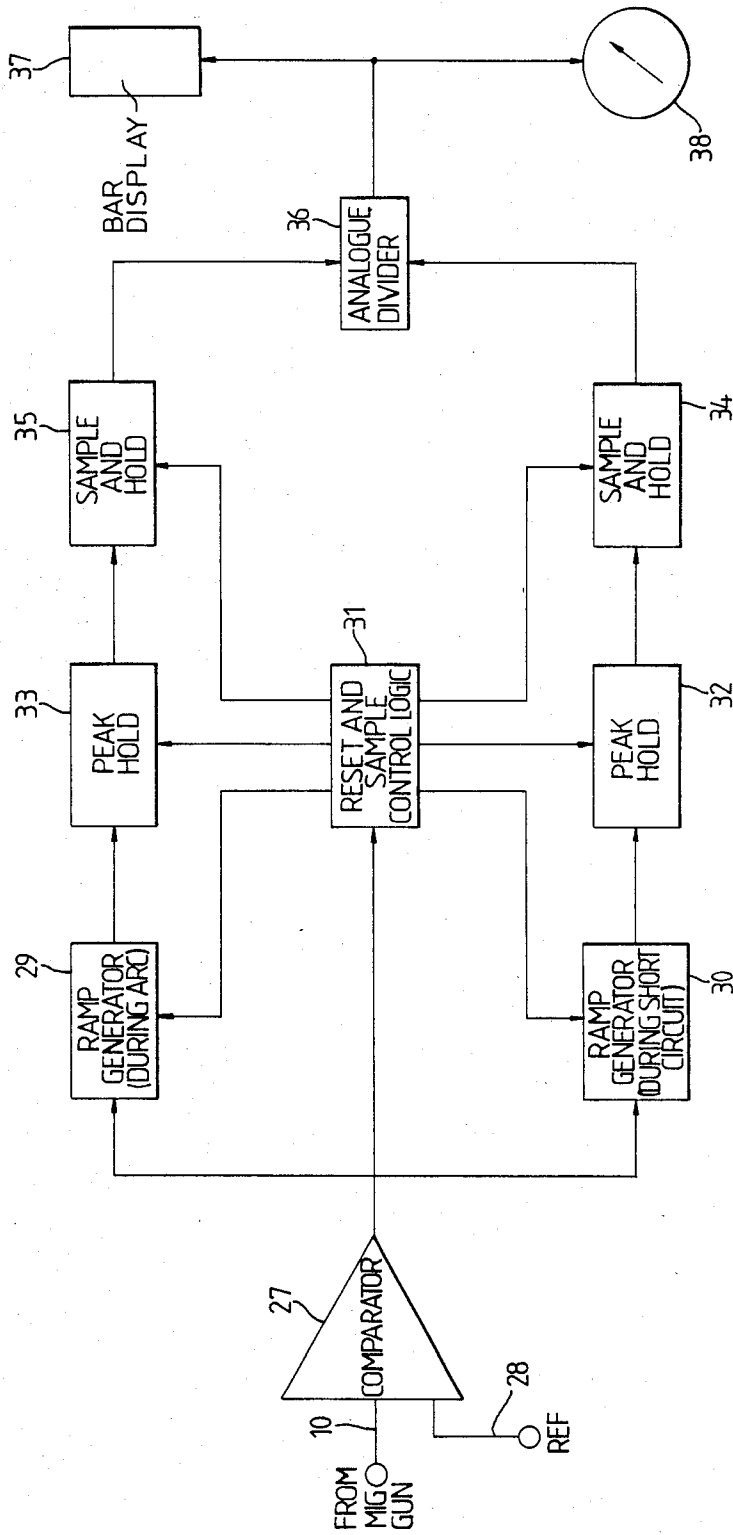 FROM
MIG
GUN
10
REF
28
COMPARATOR
27
RAMP
GENERATOR
(DURING ARC)
29
RAMP
GENERATOR
(DURING SHORT
CIRCUIT)
30
RESET AND
SAMPLE
CONTROL LOGIC
31
PEAK
HOLD
33
PEAK
HOLD
32
SAMPLE
AND
HOLD
35
SAMPLE
AND
HOLD
34
ANALOGUE
DIVIDER
36
BAR
DISPLAY
37
38